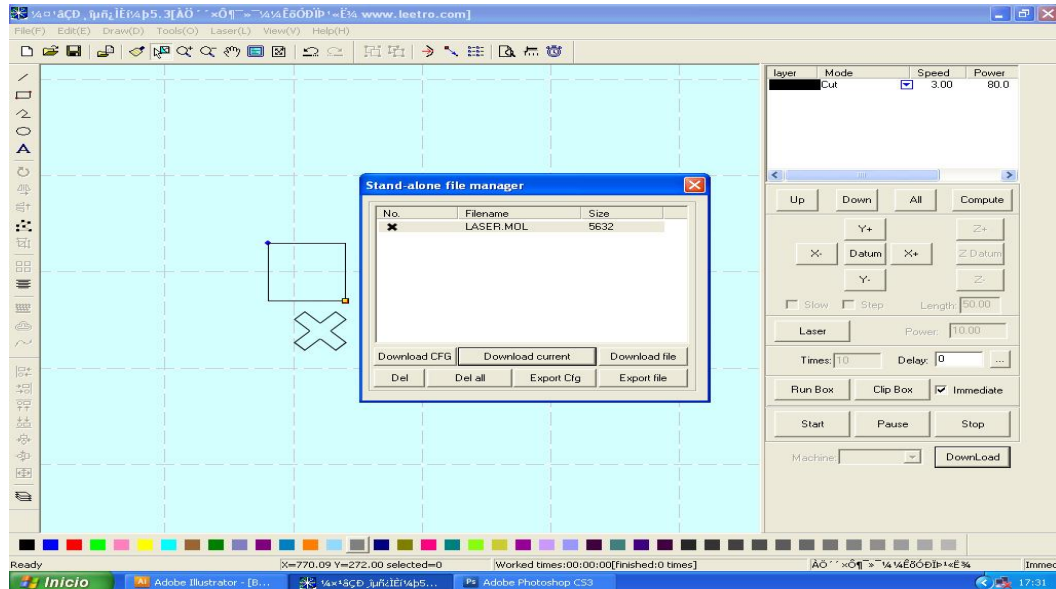 www.leetro.com]
File(F) Edit(E) Draw(D) Tools(O) Laser(L) View(V) Help(H)
layer Mode Speed Power
Cut 3.00 80.0
Stand-alone file manager
No. Filename Size
LASER.MOL 5632
Download CFG Download current Download file
Del Del all Export Cfg Export file
Up Down All Compute
Y+ Z+
X- Datum X+ Z Datum
Y- Z-
Slow Step Length: 50.00
Laser Power: 10.00
Times: 10 Delay: 0 ...
Run Box Clip Box Immediate
Start Pause Stop
Machine: DownLoad
A
Ready X=770.09 Y=272.00 selected=0 Worked times:00:00:00[finished:0 times] Immec
Inicio Adobe Illustrator - [B... Adobe Photoshop CS3 17:31